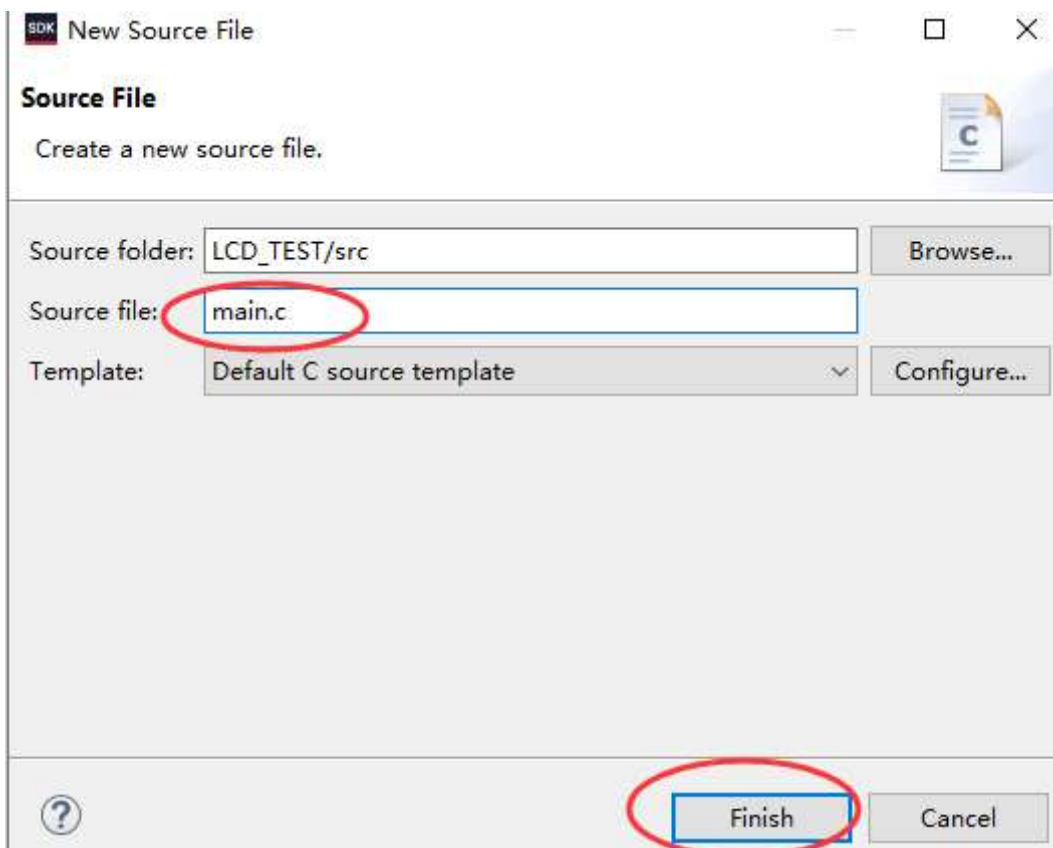 SDK New Source File
Source File
Create a new source file.
C
Source folder: LCD_TEST/src Browse...
Source file: main.c
Template: Default C source template Configure...
? Finish Cancel